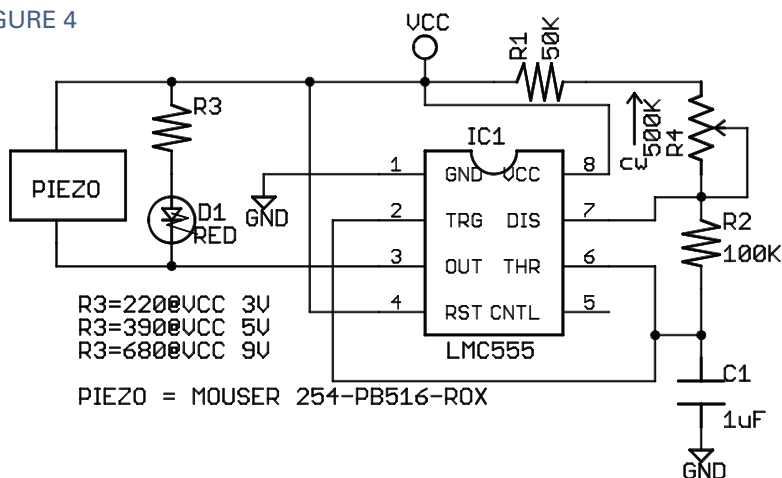 GURE 4
VCC
R1
50K
R3
IC1
cw
500K
R4
PIEZO
1
GND
VCC
8
GND
D1
RED
2
TRG
DIS
7
R2
100K
3
OUT
THR
6
4
RST
CNTL
5
R3=220@VCC 3V
R3=390@VCC 5V
R3=680@VCC 9V
LMC555
C1
1uF
PIEZO = MOUSER 254-PB516-ROX
GND